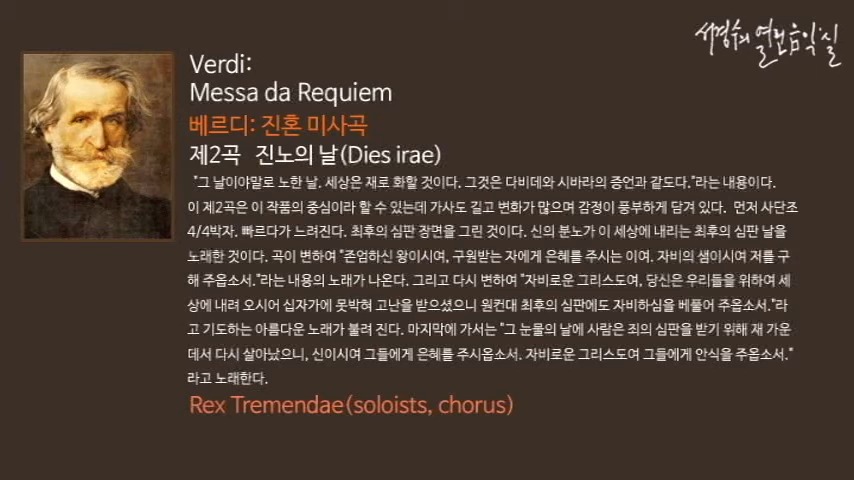 서경수의 열린음악실
Verdi:
Messa da Requiem
베르디: 진혼 미사곡
제2곡 진노의 날(Dies irae)
"그 날이야말로 노한 날. 세상은 재로 화할 것이다. 그것은 다비데와 시바라의 증언과 같도다."라는 내용이다.
이 제2곡은 이 작품의 중심이라 할 수 있는데 가사도 길고 변화가 많으며 감정이 풍부하게 담겨 있다. 먼저 사단조
4/4박자. 빠르다가 느려진다. 최후의 심판 장면을 그린 것이다. 신의 분노가 이 세상에 내리는 최후의 심판 날을
노래한 것이다. 곡이 변하여 "존엄하신 왕이시여, 구원받는 자에게 은혜를 주시는 이여. 자비의 샘이시여 저를 구
해 주옵소서."라는 내용의 노래가 나온다. 그리고 다시 변하여 "자비로운 그리스도여, 당신은 우리들을 위하여 세
상에 내려 오시어 십자가에 못박혀 고난을 받으셨으니 원컨대 최후의 심판에도 자비하심을 베풀어 주옵소서."라
고 기도하는 아름다운 노래가 불려 진다. 마지막에 가서는 "그 눈물의 날에 사람은 죄의 심판을 받기 위해 재 가운
데서 다시 살아났으니, 신이시여 그들에게 은혜를 주시옵소서. 자비로운 그리스도여 그들에게 안식을 주옵소서."
라고 노래한다.
Rex Tremendae(soloists, chorus)